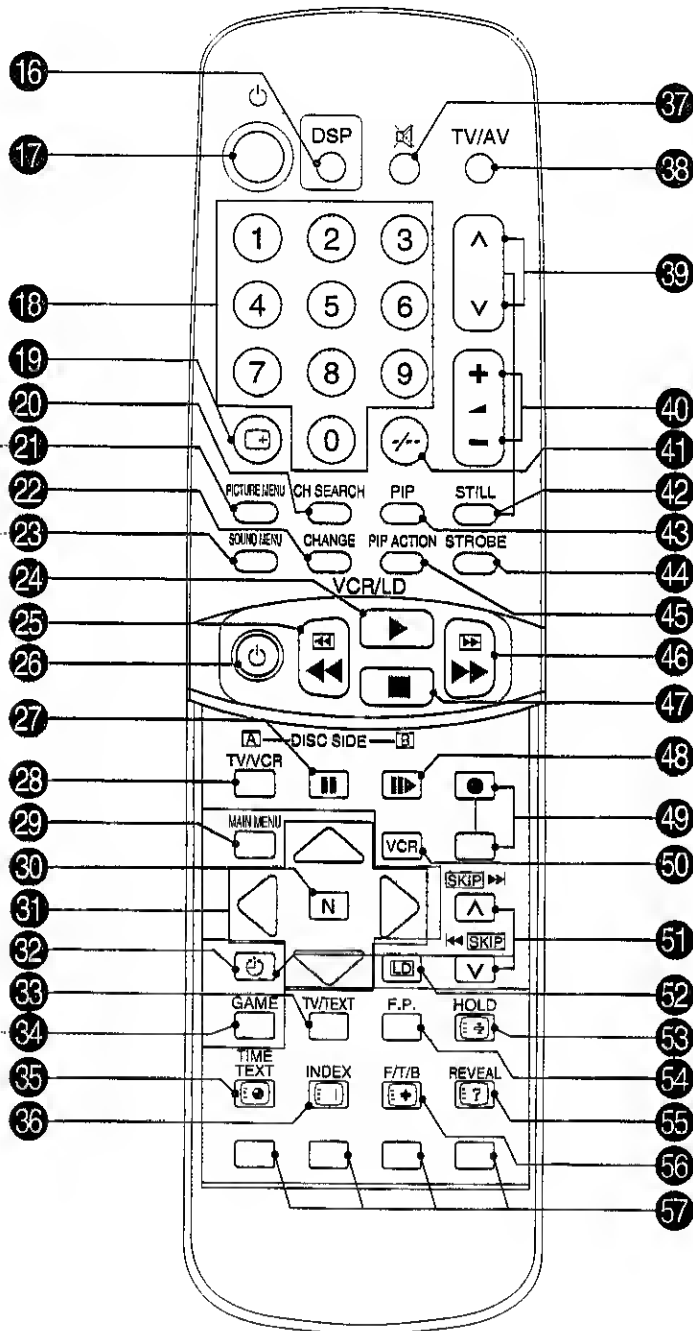 16
37
DSP
TV/AV
17
38
1 2 3
39
4 5 6
18
19
7 8 9
+
20
40
−
0
-/--
21
41
22
PICTURE MENU CH SEARCH PIP STILL
42
43
23
SOUND MENU CHANGE PIP ACTION STROBE
44
24
VCR/LD
45
25
26
46
47
27
A DISC SIDE B
TV/VCR
28
48
49
MAIN MENU
29
VCR
50
30
SKIP
N
31
51
SKIP
32
LD
52
33
GAME TV/TEXT F.P. HOLD
53
34
TIME
TEXT INDEX F/T/B REVEAL
54
35
?
55
36
56
57